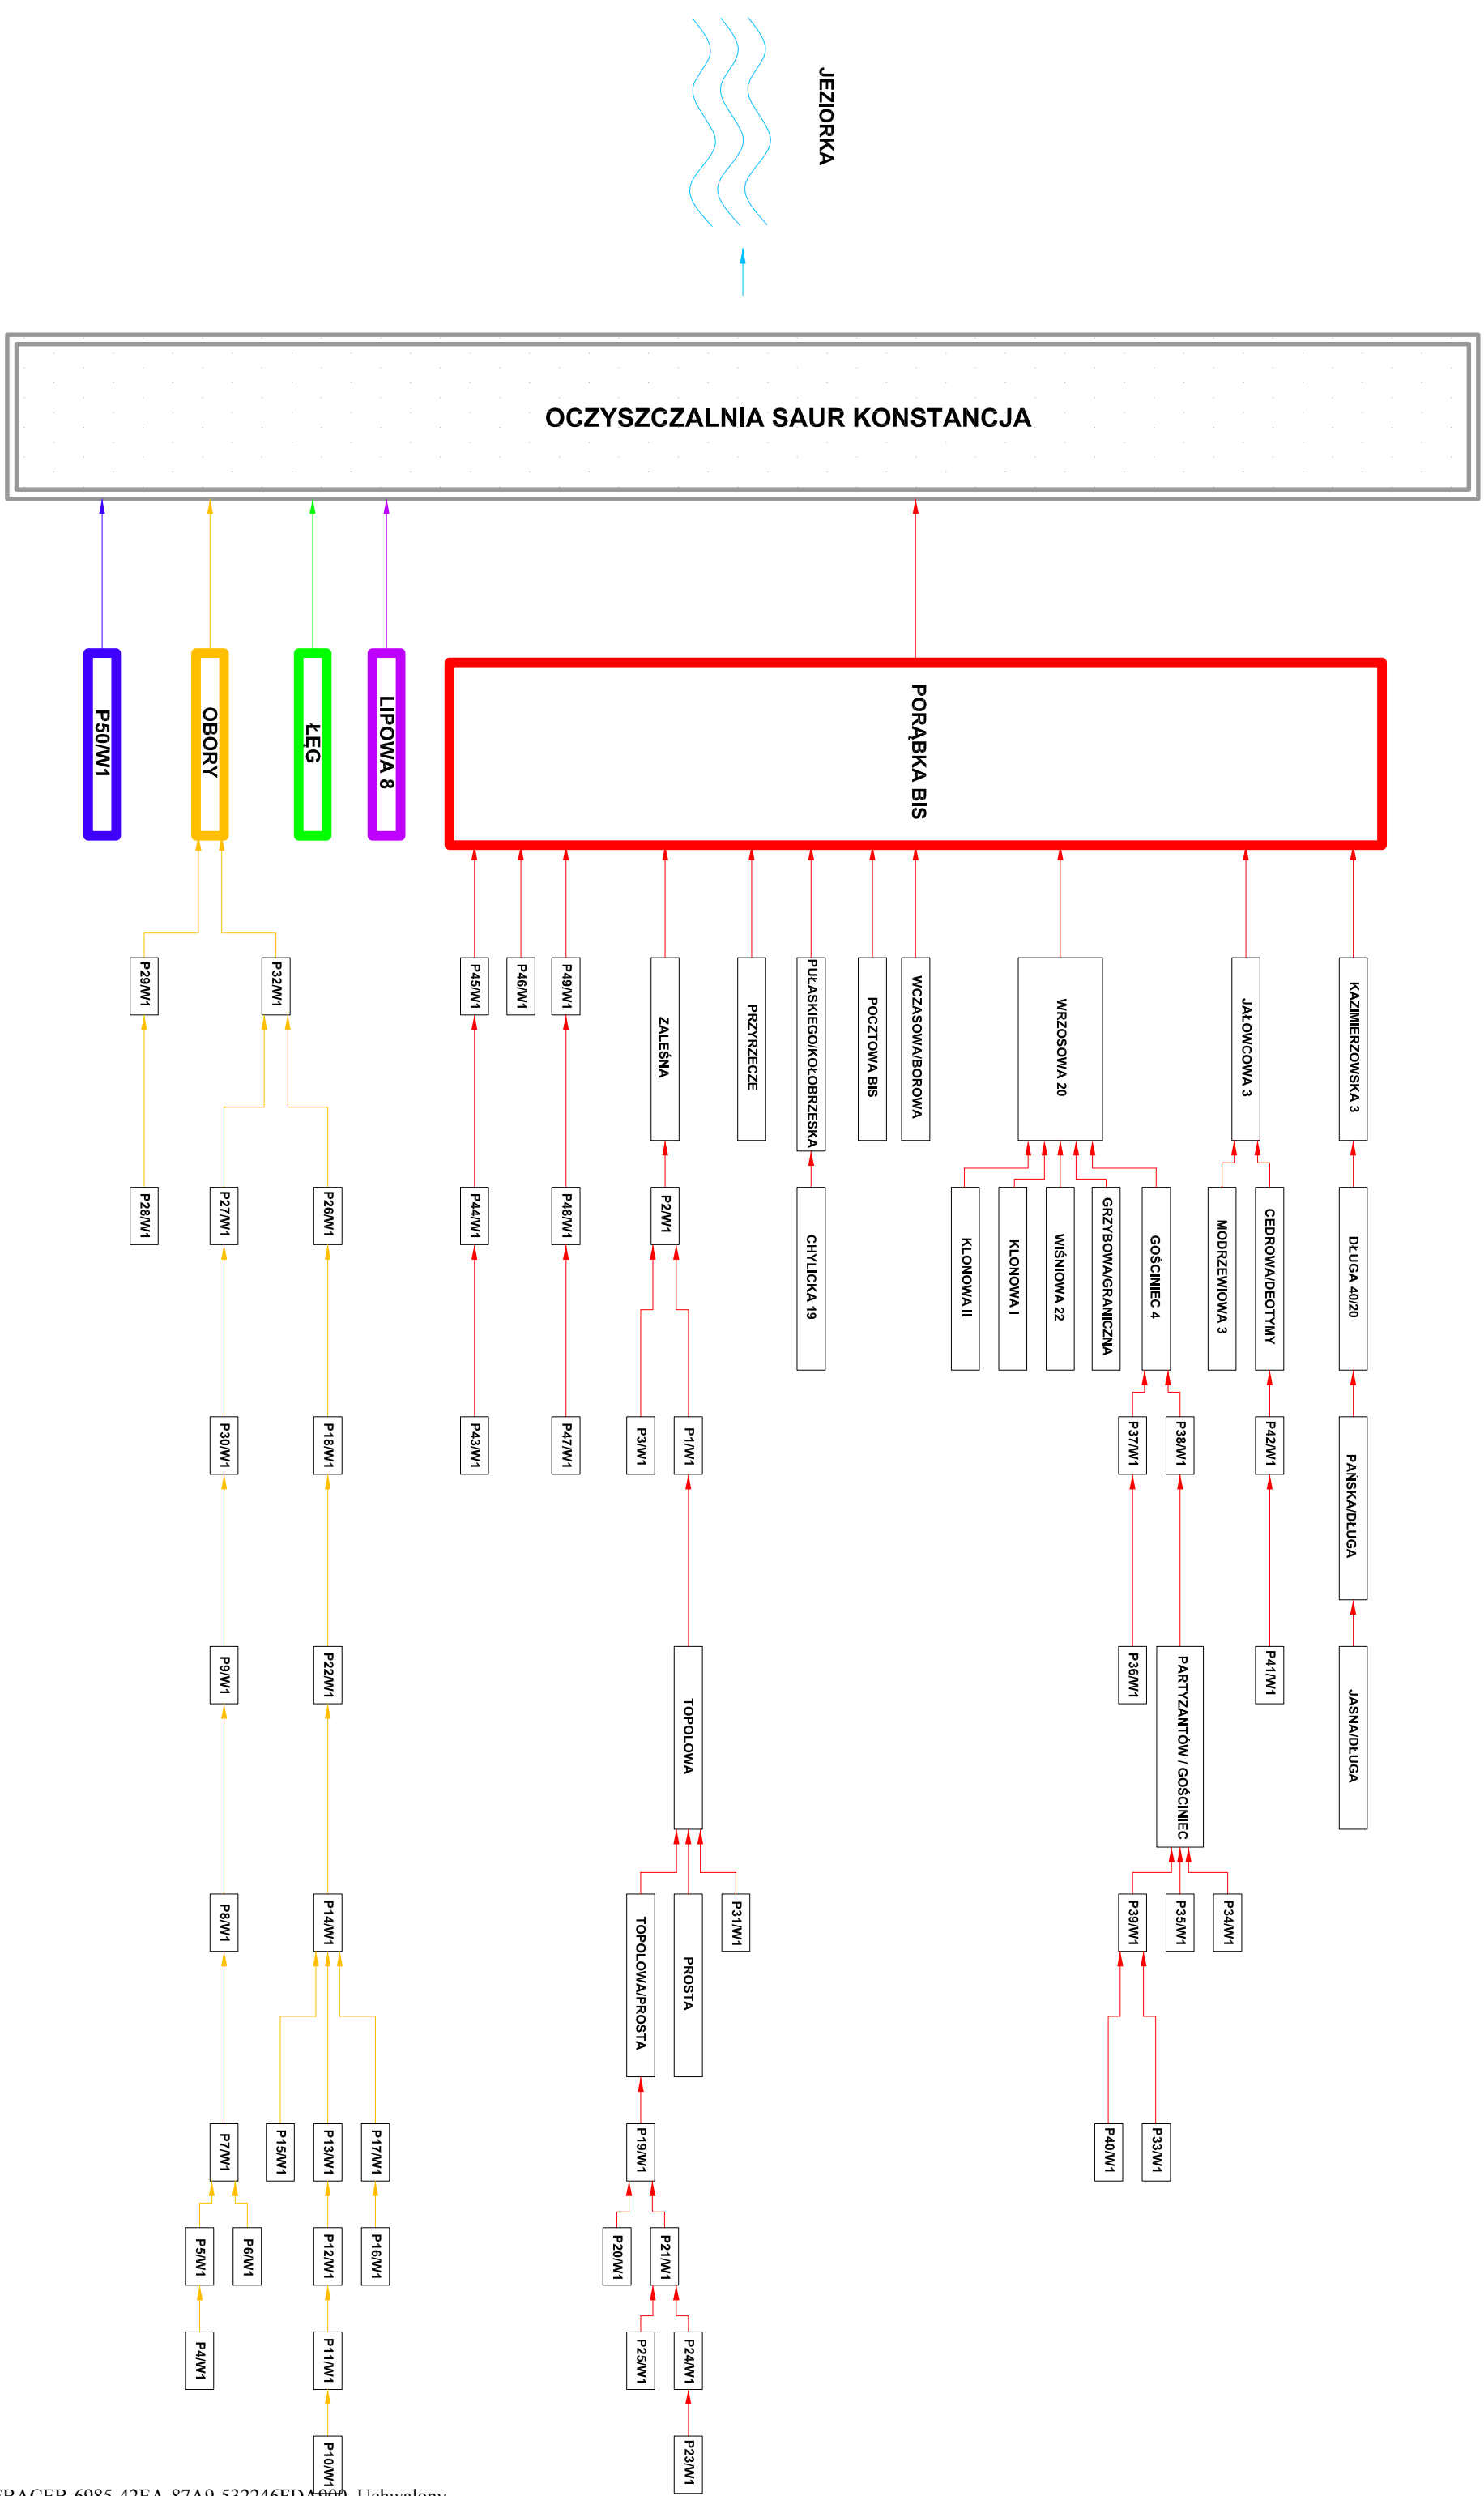 JEZIORKA
OCZYSZCZALNIA SAUR KONSTANCJA
P50/W1
OBORY
ŁĘG
LIPOWA 8
PORĄBKA BIS
P29/W1
P32/W1
P45/W1
P46/W1
P49/W1
ZALEŚNA
PRZYRZECZE
PUŁASKIEGO/KOŁOBRZESKA
POCZTOWA BIS
WCZASOWA/BOROWA
WRZOSOWA 20
JAŁOWCOWA 3
KAZIMIERZOWSKA 3
P28/W1
P27/W1
P26/W1
P44/W1
P48/W1
P2/W1
CHYLICKA 19
KLONOWA II
KLONOWA I
WIŚNIOWA 22
GRZYBOWA/GRANICZNA
GOŚCINIEC 4
MODRZEWIOWA 3
CEDROWA/DEOTYMY
DŁUGA 40/20
P30/W1
P18/W1
P43/W1
P47/W1
P3/W1
P1/W1
P37/W1
P38/W1
P42/W1
PAŃSKA/DŁUGA
P9/W1
P22/W1
TOPOLOWA
P36/W1
PARTYZANTÓW / GOŚCINIEC
P41/W1
JASNA/DŁUGA
P8/W1
P14/W1
TOPOLOWA/PROSTA
PROSTA
P31/W1
P39/W1
P35/W1
P34/W1
P7/W1
P15/W1
P13/W1
P17/W1
P19/W1
P40/W1
P33/W1
P5/W1
P6/W1
P12/W1
P16/W1
P20/W1
P21/W1
P4/W1
P11/W1
P25/W1
P24/W1
P10/W1
P23/W1